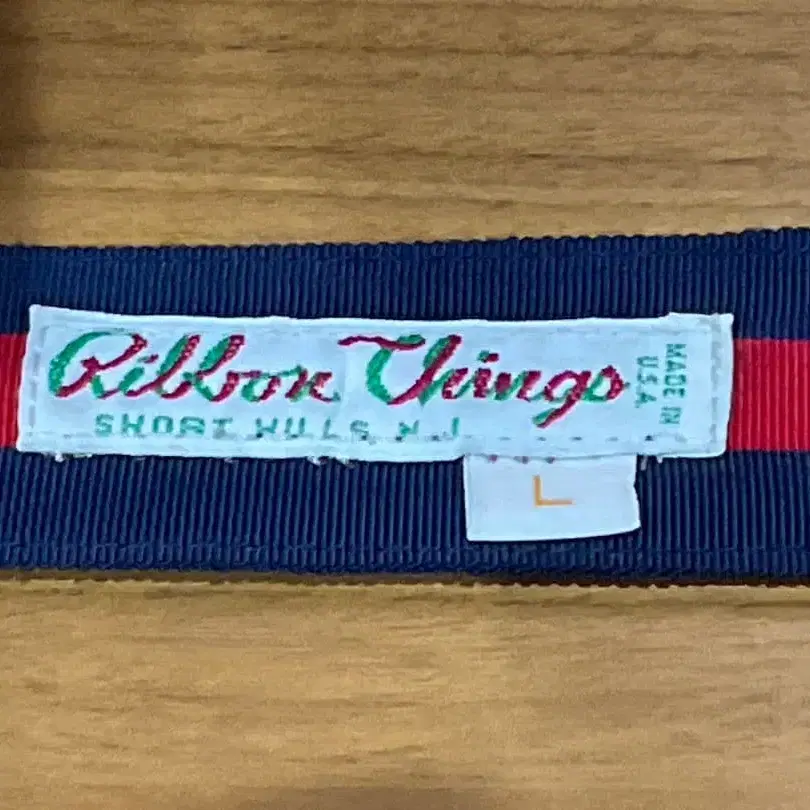 Ribbon Things
SHORT HILLS, N.J.
MADE IN
U.S.A.
L